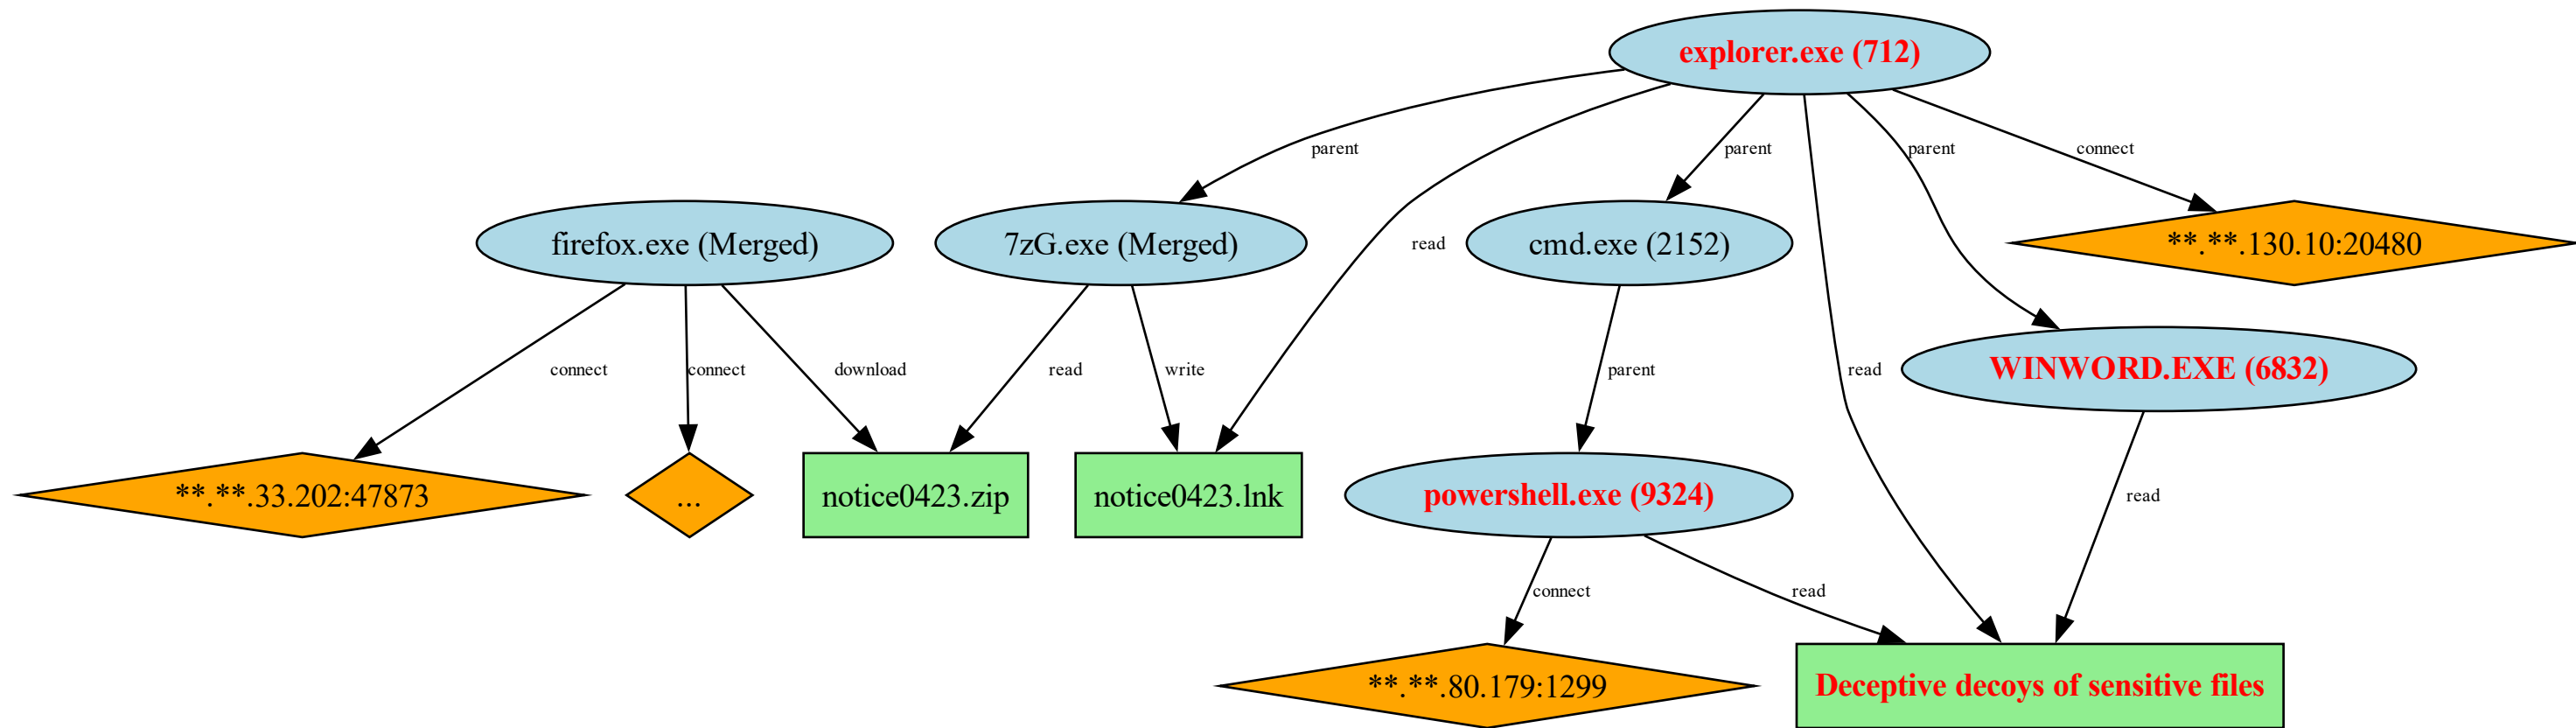 explorer.exe (712)
parent
parent
parent
connect
firefox.exe (Merged)
7zG.exe (Merged)
read
cmd.exe (2152)
**.**.130.10:20480
connect
connect
download
read
write
parent
read
WINWORD.EXE (6832)
**.**.33.202:47873
...
notice0423.zip
notice0423.lnk
powershell.exe (9324)
read
connect
read
**.**.80.179:1299
Deceptive decoys of sensitive files